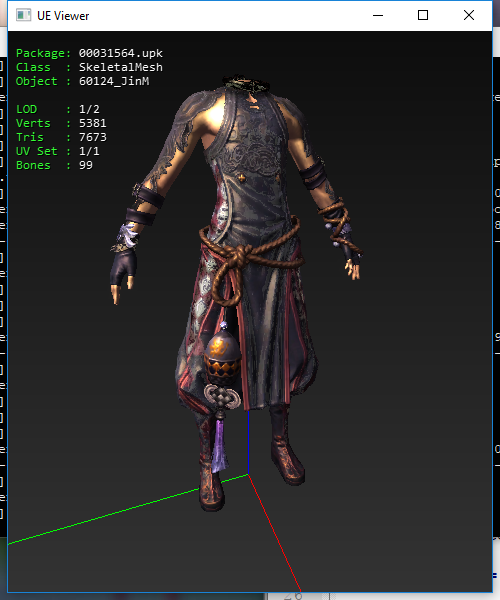 UE Viewer
Package: 00031564.upk
Class : SkeletalMesh
Object : 60124_JinM
LOD : 1/2
Verts : 5381
Tris : 7673
UV Set : 1/1
Bones : 99